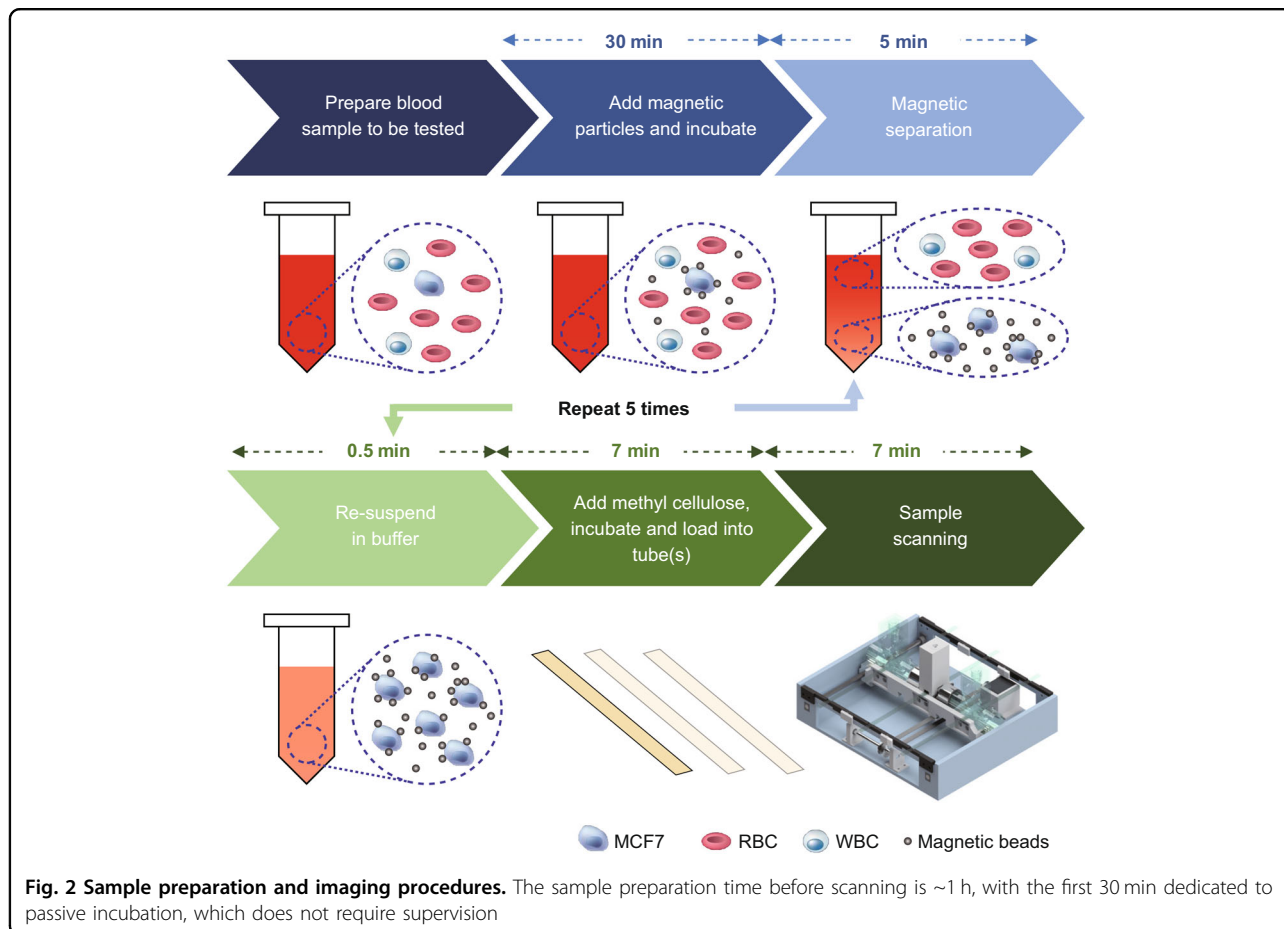 30 min
5 min
Prepare blood
sample to be tested
Add magnetic
particles and incubate
Magnetic
separation
Repeat 5 times
0.5 min
7 min
7 min
Re-suspend
in buffer
Add methyl cellulose,
incubate and load into
tube(s)
Sample
scanning
MCF7
RBC
WBC
Magnetic beads
Fig. 2 Sample preparation and imaging procedures. The sample preparation time before scanning is ~1 h, with the first 30 min dedicated to
passive incubation, which does not require supervision